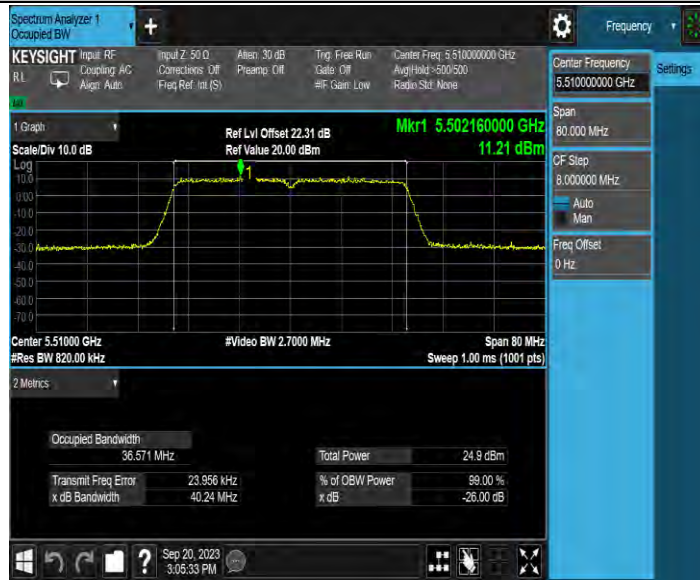 Spectrum Analyzer 1
Occupied BW
Frequency
KEYSIGHT
Input: RF
Coupling: AC
Align: Auto
Input Z: 50 Ω
Corrections: Off
Freq Ref: Int (S)
Atten: 30 dB
Preamp: Off
Trig: Free Run
Gate: Off
#IF Gain: Low
Center Freq: 5.510000000 GHz
Avg|Hold:>500/500
Radio Std: None
RL
Center Frequency
5.510000000 GHz
Settings
Span
80.000 MHz
CF Step
8.000000 MHz
Auto
Man
Freq Offset
0 Hz
1 Graph
Scale/Div 10.0 dB
Ref Lvl Offset 22.31 dB
Ref Value 20.00 dBm
Mkr1 5.502160000 GHz
11.21 dBm
Log
10.0
0.00
-10.0
-20.0
-30.0
-40.0
-50.0
-60.0
-70.0
1
Center 5.51000 GHz
#Res BW 820.00 kHz
#Video BW 2.7000 MHz
Span 80 MHz
Sweep 1.00 ms (1001 pts)
2 Metrics
Occupied Bandwidth
36.571 MHz
Total Power 24.9 dBm
Transmit Freq Error 23.956 kHz
% of OBW Power 99.00 %
x dB Bandwidth 40.24 MHz
x dB -26.00 dB
?
Sep 20, 2023
3:05:33 PM